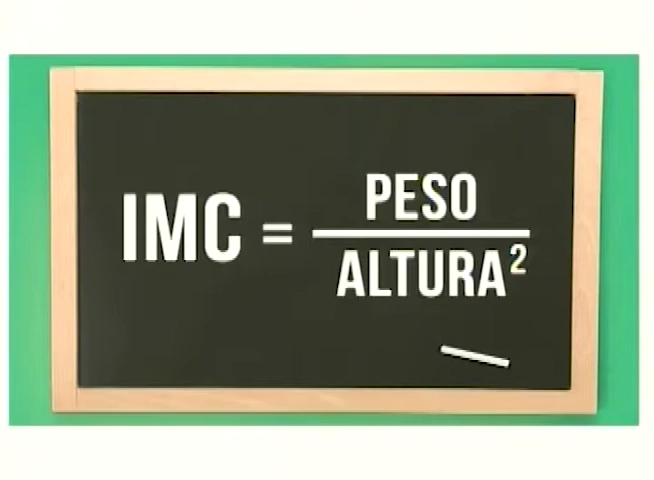 IMC = PESO
ALTURA²